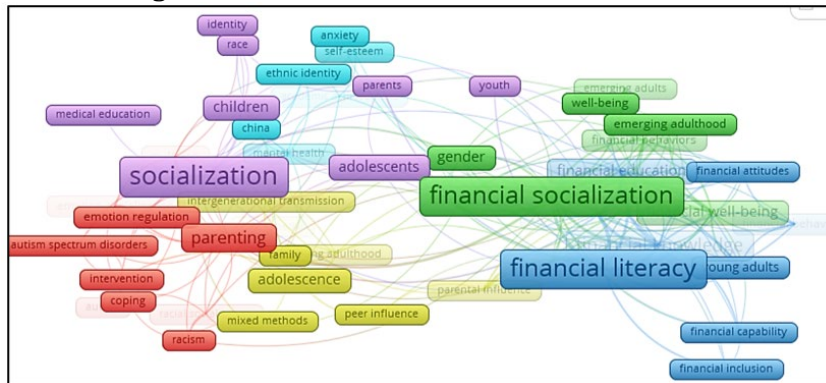 identity
race
anxiety
self-esteem
ethnic identity
parents
youth
emerging adults
well-being
medical education
children
china
emerging adulthood
financial behaviors
mental health
gender
adolescents
socialization
financial education
financial attitudes
intergenerational transmission
financial socialization
well-being
emotion regulation
parenting
autism spectrum disorders
family
adulthood
financial knowledge
financial literacy
young adults
intervention
adolescence
parental influence
coping
mixed methods
peer influence
racism
financial capability
financial inclusion